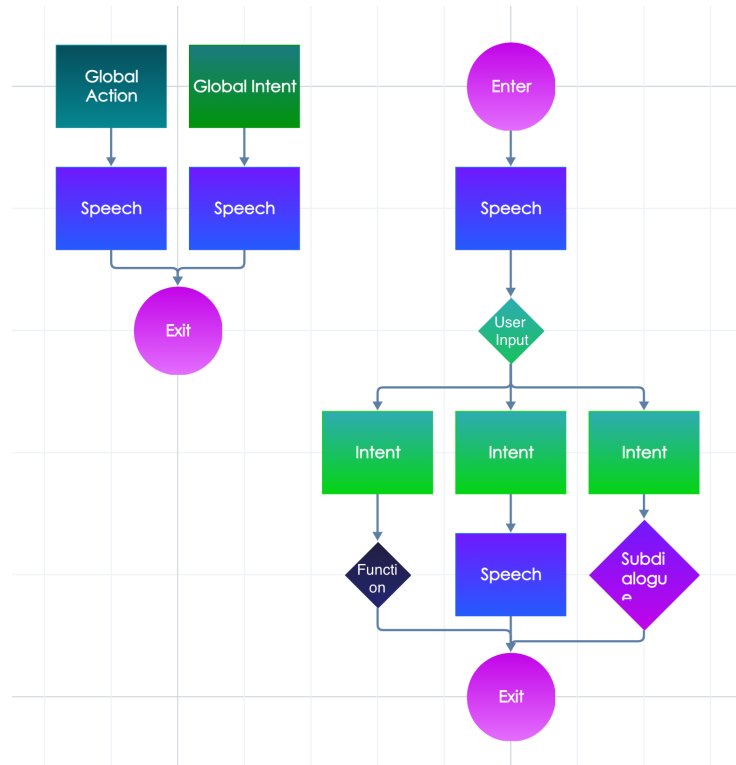 Global
Action
Global Intent
Enter
Speech
Speech
Speech
Exit
User
Input
Intent
Intent
Intent
Functi
on
Speech
Subdi
alogu
e
Exit